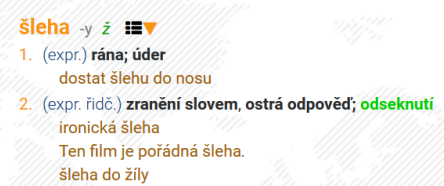 šleha -y ž
1. (expr.) rána; úder
dostat šlehu do nosu
2. (expr. řidč.) zranění slovem, ostrá odpověď; odseknutí
ironická šleha
Ten film je pořádná šleha.
šleha do žíly